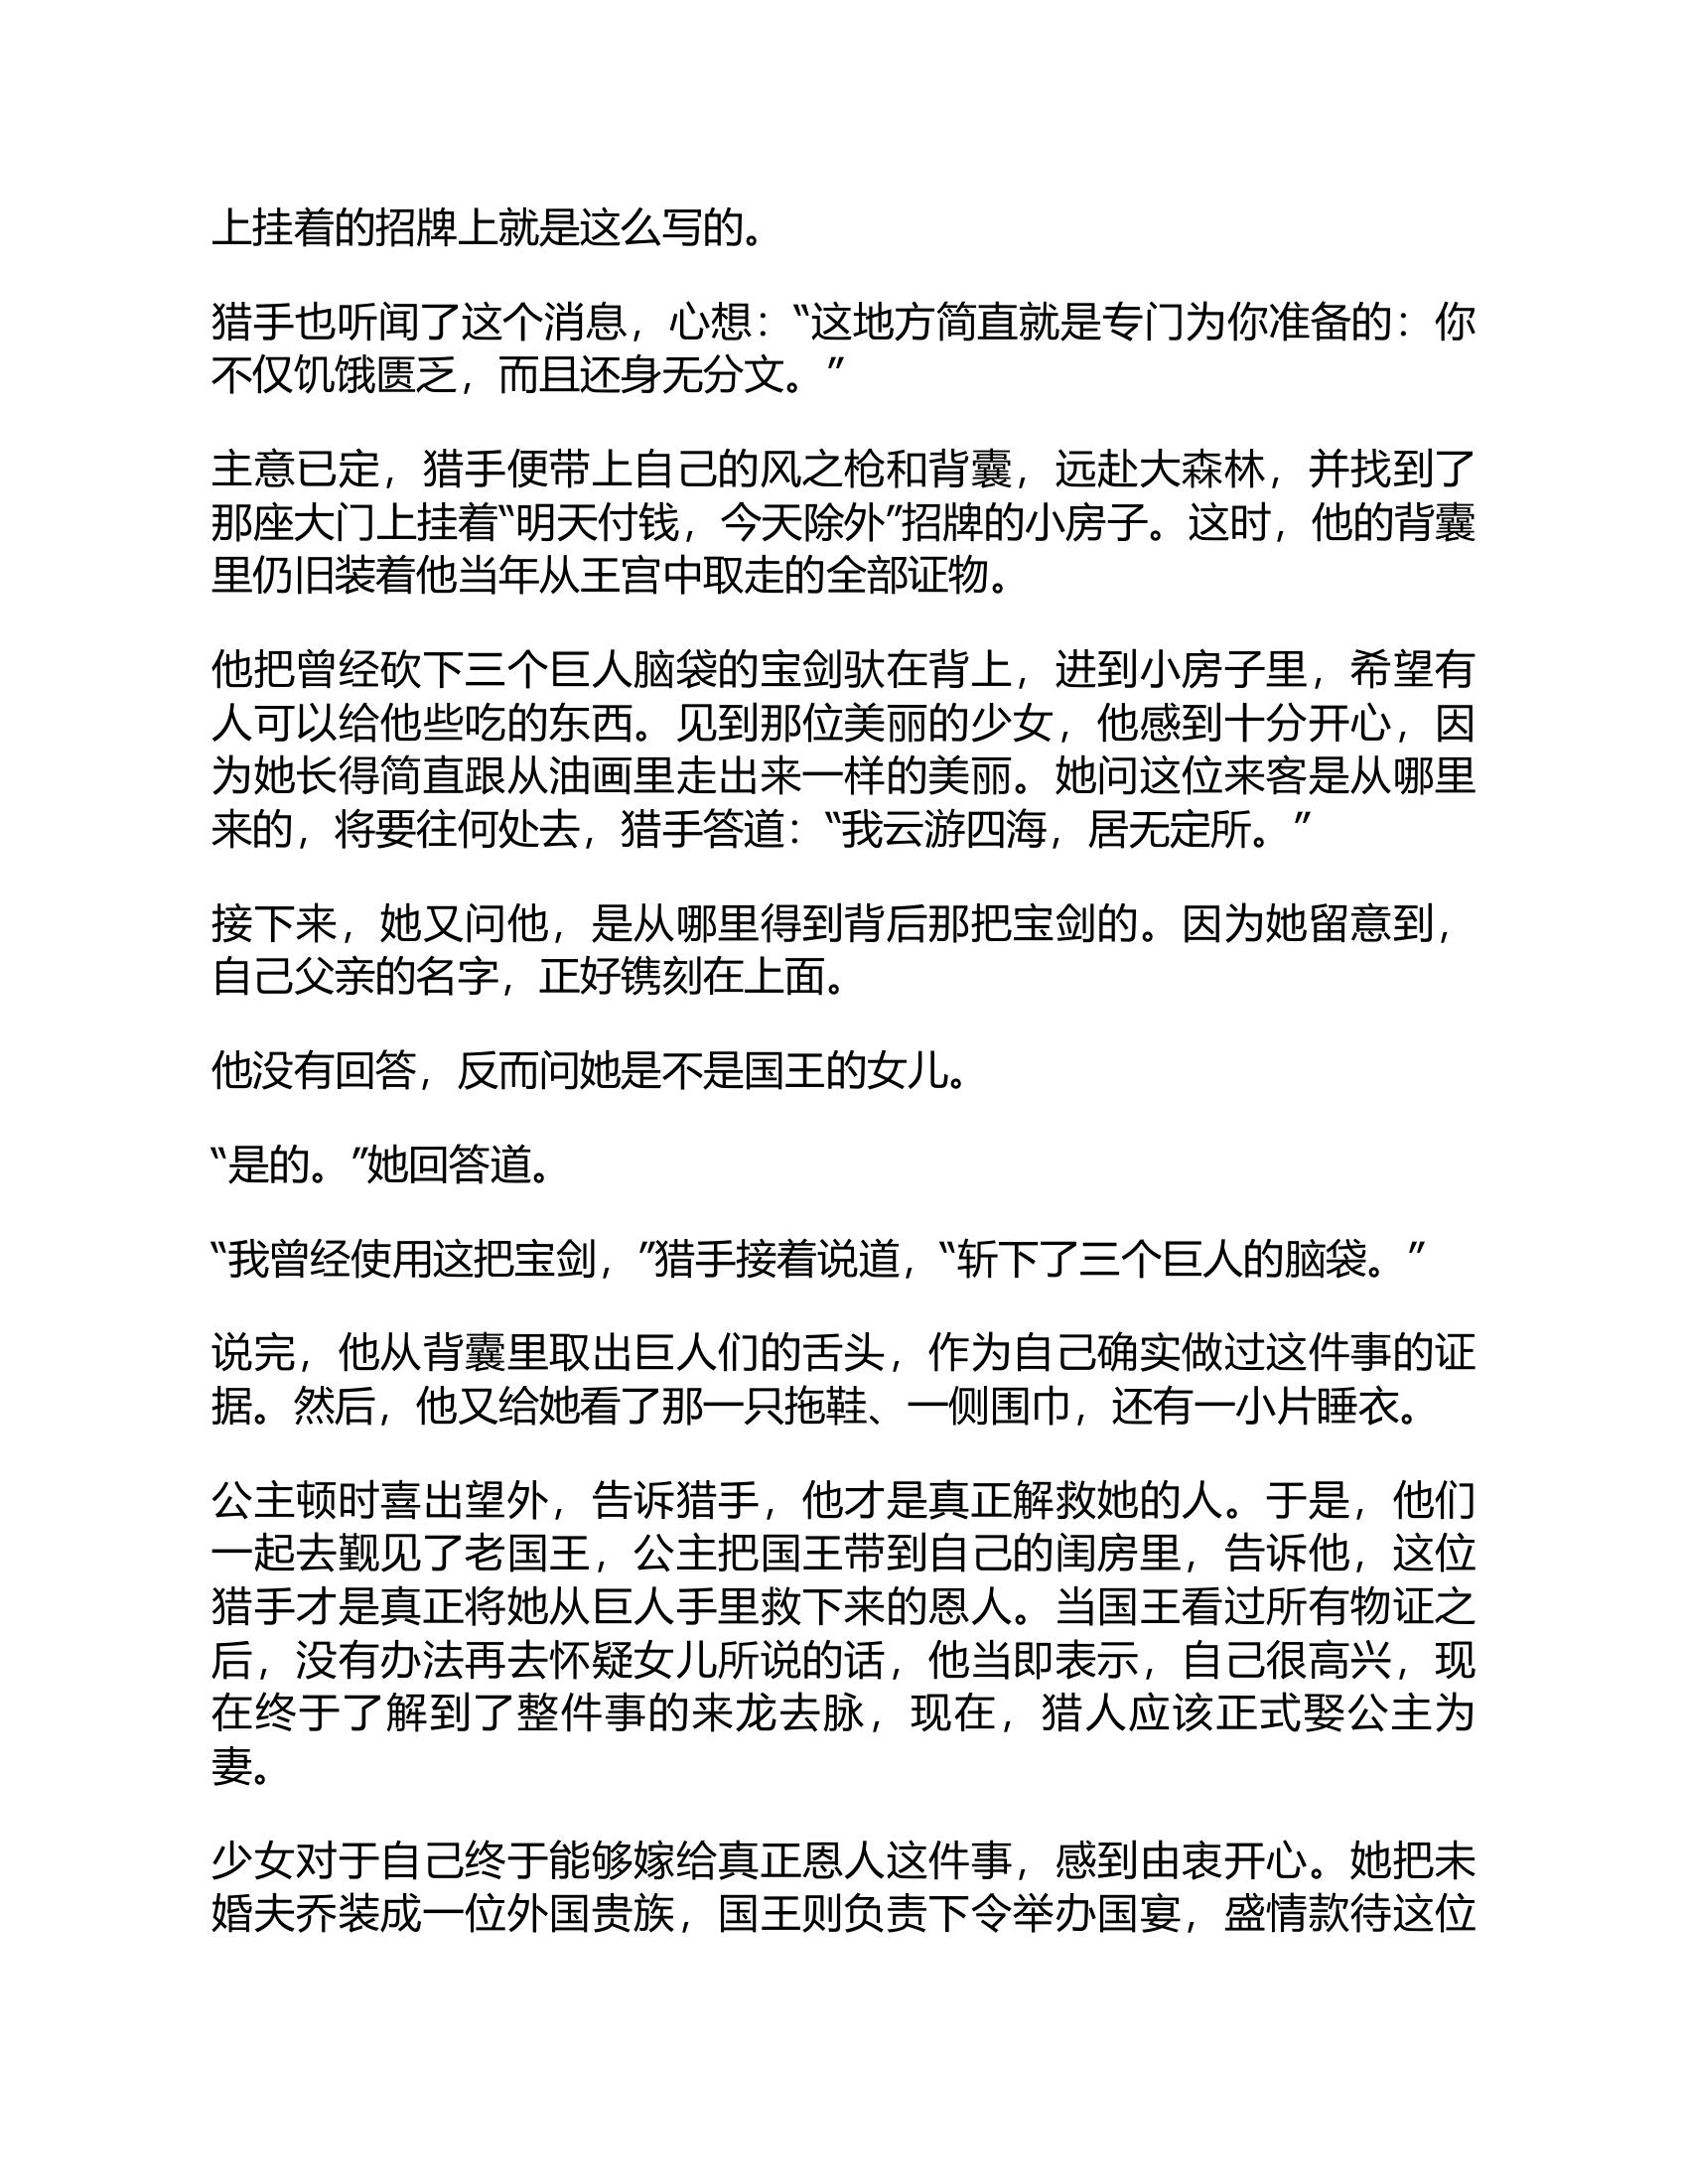 上挂着的招牌上就是这么写的。
猎手也听闻了这个消息，心想：“这地方简直就是专门为你准备的：你
不仅饥饿匮乏，而且还身无分文。”
主意已定，猎手便带上自己的风之枪和背囊，远赴大森林，并找到了
那座大门上挂着“明天付钱，今天除外”招牌的小房子。这时，他的背囊
里仍旧装着他当年从王宫中取走的全部证物。
他把曾经砍下三个巨人脑袋的宝剑驮在背上，进到小房子里，希望有
人可以给他些吃的东西。见到那位美丽的少女，他感到十分开心，因
为她长得简直跟从油画里走出来一样的美丽。她问这位来客是从哪里
来的，将要往何处去，猎手答道：“我云游四海，居无定所。”
接下来，她又问他，是从哪里得到背后那把宝剑的。因为她留意到，
自己父亲的名字，正好镌刻在上面。
他没有回答，反而问她是不是国王的女儿。
“是的。”她回答道。
“我曾经使用这把宝剑，”猎手接着说道，“斩下了三个巨人的脑袋。”
说完，他从背囊里取出巨人们的舌头，作为自己确实做过这件事的证
据。然后，他又给她看了那一只拖鞋、一侧围巾，还有一小片睡衣。
公主顿时喜出望外，告诉猎手，他才是真正解救她的人。于是，他们
一起去觐见了老国王，公主把国王带到自己的闺房里，告诉他，这位
猎手才是真正将她从巨人手里救下来的恩人。当国王看过所有物证之
后，没有办法再去怀疑女儿所说的话，他当即表示，自己很高兴，现
在终于了解到了整件事的来龙去脉，现在，猎人应该正式娶公主为
妻。
少女对于自己终于能够嫁给真正恩人这件事，感到由衷开心。她把未
婚夫乔装成一位外国贵族，国王则负责下令举办国宴，盛情款待这位